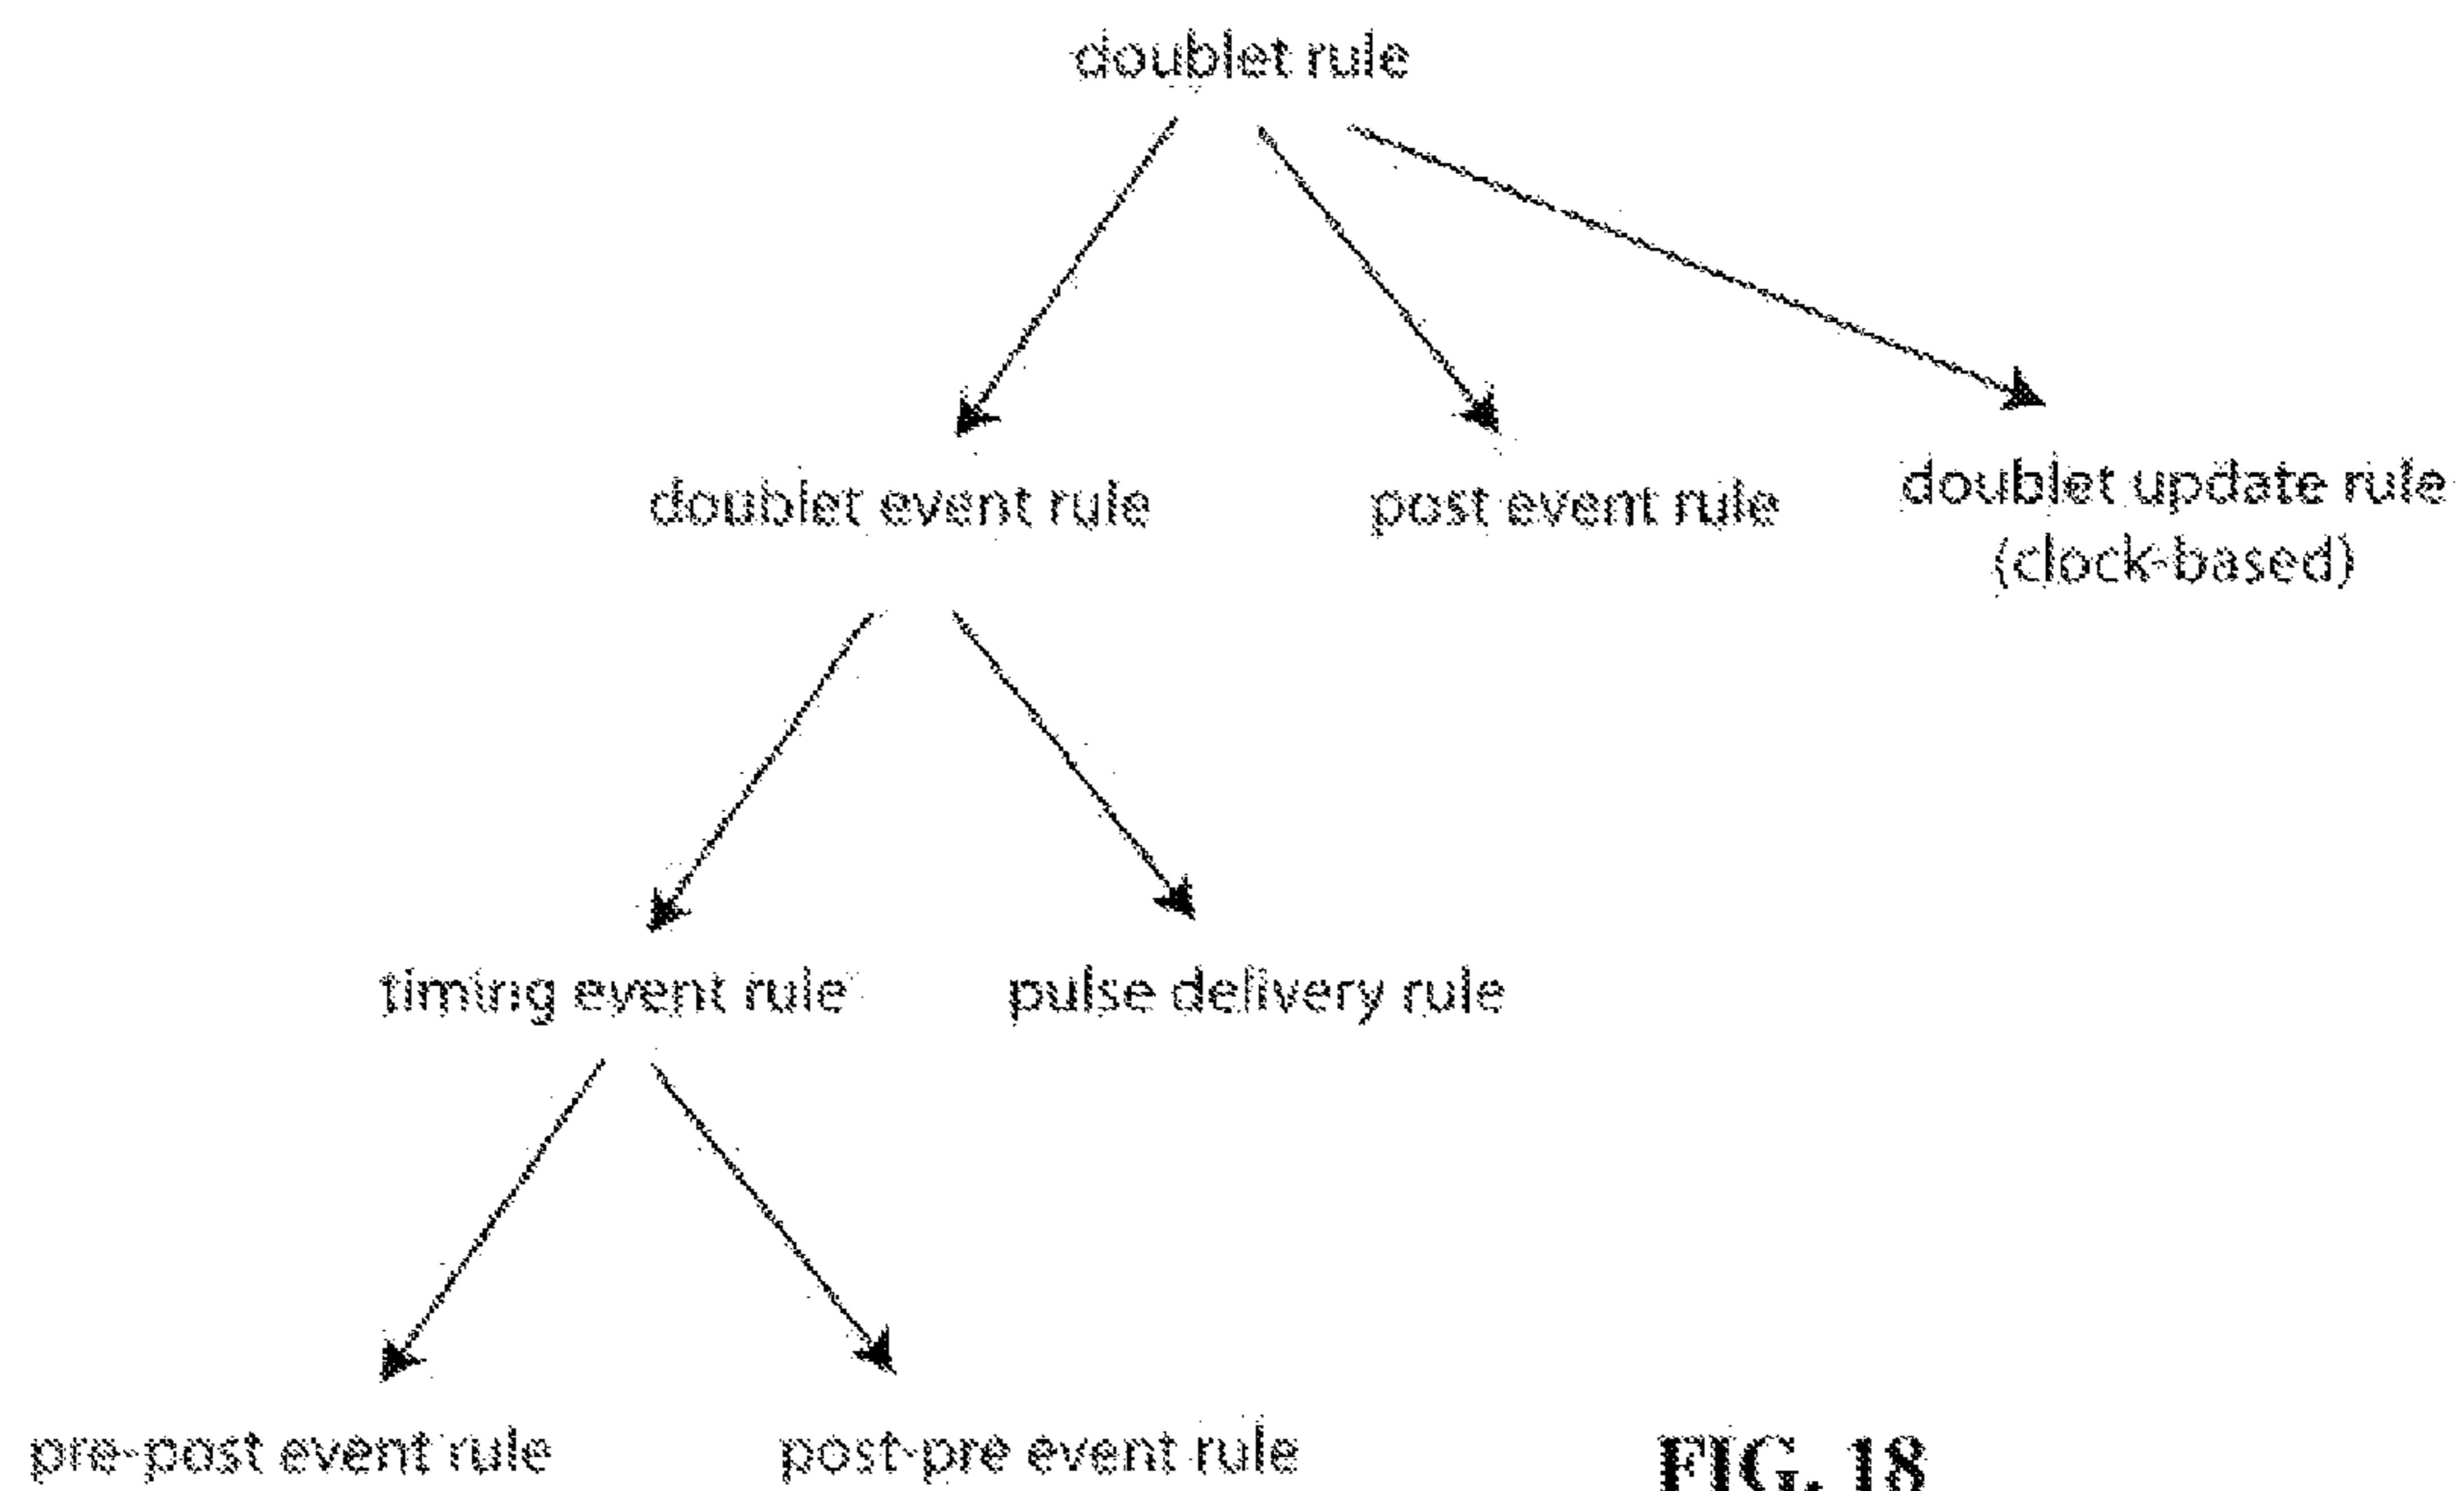 doublet rule
doublet event rule
post event rule
doublet update rule
(clock-based)
timing event rule
pulse delivery rule
pre-post event rule
post-pre event rule
FIG. 18